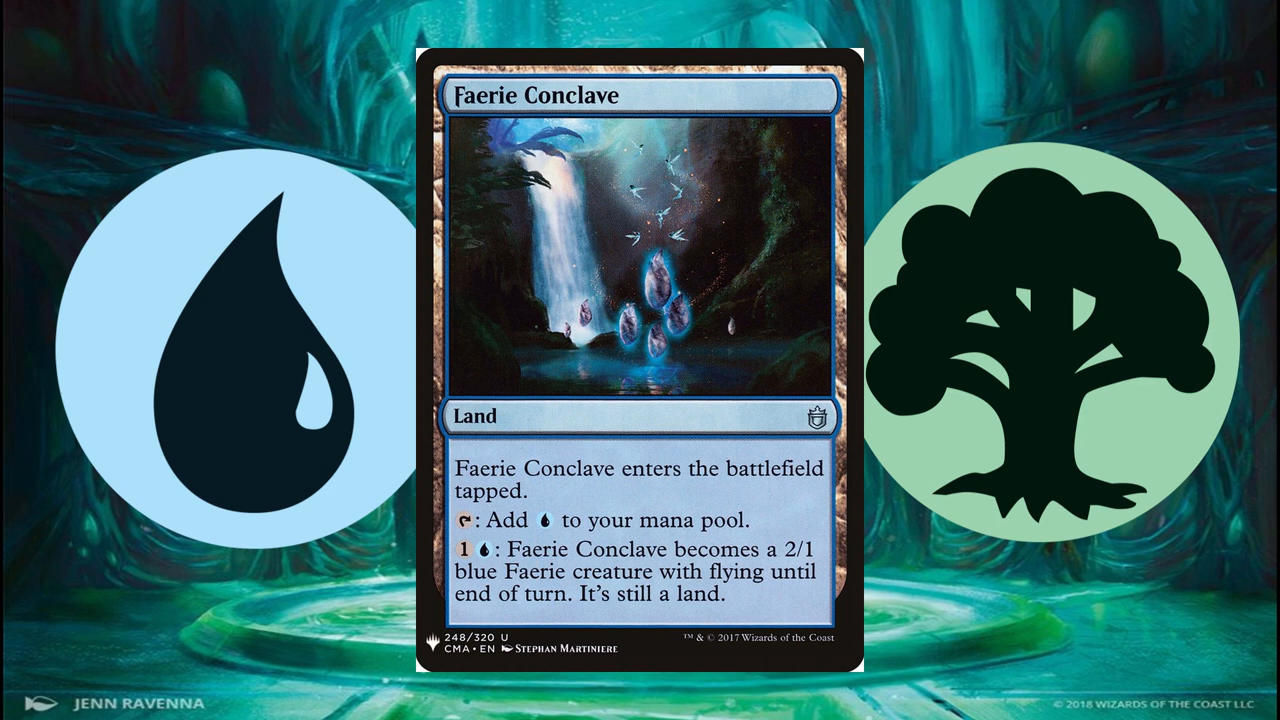 Faerie Conclave
Land
Faerie Conclave enters the battlefield
tapped.
: Add to your mana pool.
1 : Faerie Conclave becomes a 2/1
blue Faerie creature with flying until
end of turn. It's still a land.
248/320 U
CMA • EN STEPHAN MARTINIERE
™ & © 2017 Wizards of the Coast
JENN RAVENNA
© 2018 WIZARDS OF THE COAST LLC